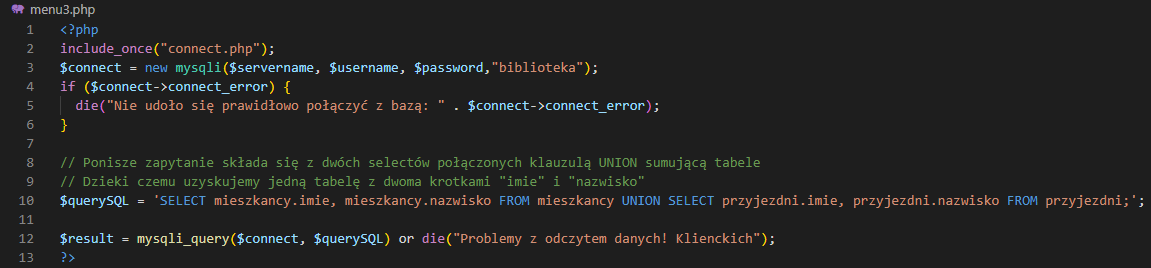 menu3.php
1 <?php
2 include_once("connect.php");
3 $connect = new mysqli($servername, $username, $password,"biblioteka");
4 if ($connect->connect_error) {
5   die("Nie udoło się prawidłowo połączyć z bazą: " . $connect->connect_error);
6 }
7
8 // Ponisze zapytanie składa się z dwóch selectów połączonych klauzulą UNION sumującą tabele
9 // Dzieki czemu uzyskujemy jedną tabelę z dwoma krotkami "imie" i "nazwisko"
10 $querySQL = 'SELECT mieszkancy.imie, mieszkancy.nazwisko FROM mieszkancy UNION SELECT przyjezdni.imie, przyjezdni.nazwisko FROM przyjezdni;';
11
12 $result = mysqli_query($connect, $querySQL) or die("Problemy z odczytem danych! Klienckich");
13 ?>